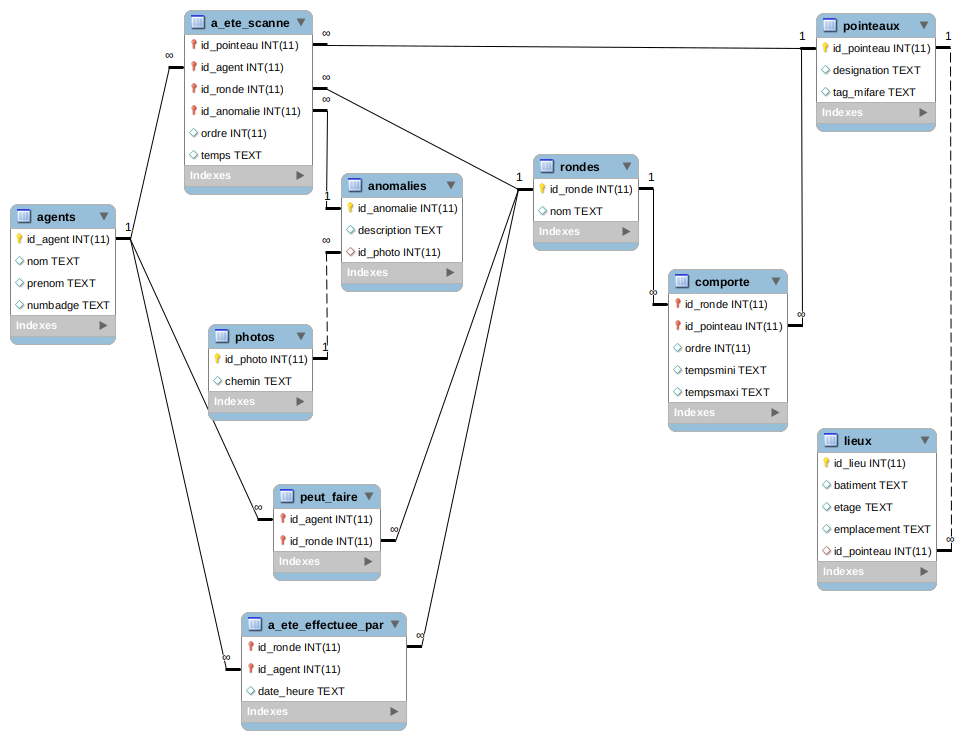 a_ete_scanne
id_pointeau INT(11)
id_agent INT(11)
id_ronde INT(11)
id_anomalie INT(11)
ordre INT(11)
temps TEXT
Indexes
∞
∞
∞
∞
pointeaux
id_pointeau INT(11)
designation TEXT
tag_mifare TEXT
Indexes
1
1
agents
id_agent INT(11)
nom TEXT
prenom TEXT
numbadge TEXT
Indexes
1
anomalies
id_anomalie INT(11)
description TEXT
id_photo INT(11)
Indexes
1
∞
rondes
id_ronde INT(11)
nom TEXT
Indexes
1
1
comporte
id_ronde INT(11)
id_pointeau INT(11)
ordre INT(11)
tempsmini TEXT
tempsmaxi TEXT
Indexes
∞
∞
photos
id_photo INT(11)
chemin TEXT
Indexes
1
lieux
id_lieu INT(11)
batiment TEXT
etage TEXT
emplacement TEXT
id_pointeau INT(11)
Indexes
∞
peut_faire
id_agent INT(11)
id_ronde INT(11)
Indexes
∞
∞
a_ete_effectuee_par
id_ronde INT(11)
id_agent INT(11)
date_heure TEXT
Indexes
∞
∞